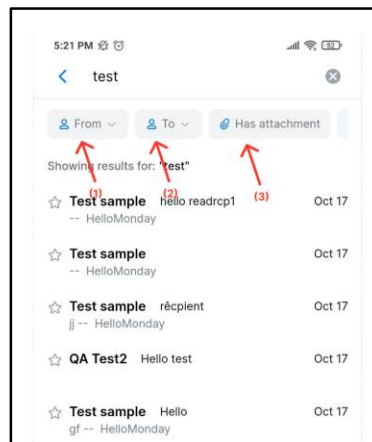 5:21 PM 52
test
From To Has attachment
Showing results for: "test"
(1) (2) (3)
Test sample hello readrcp1 Oct 17
-- HelloMonday
Test sample Oct 17
-- HelloMonday
Test sample rêcpient Oct 17
jj -- HelloMonday
QA Test2 Hello test Oct 17
Test sample Hello Oct 17
gf -- HelloMonday